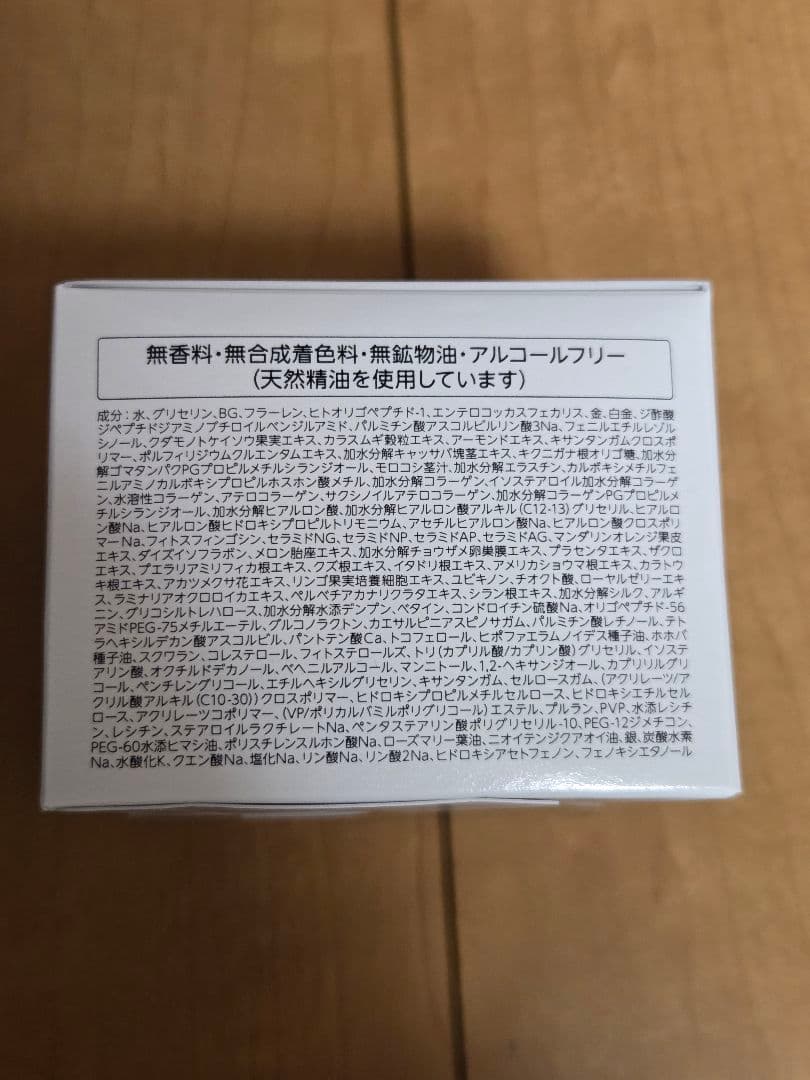 無香料・無合成着色料・無鉱物油・アルコールフリー
(天然精油を使用しています)
成分：水、グリセリン、BG、フラーレン、ヒトオリゴペプチド-1、エンテロコッカスフェカリス、金、白金、ジ酢酸
ジペプチドジアミノブチロイルベンジルアミド、パルミチン酸アスコルビルリン酸3Na、フェニルエチルレゾル
シノール、クダモノトケイソウ果実エキス、カラスムギ穀粒エキス、アーモンドエキス、キサンタンガムクロスポ
リマー、ポルフィリジウムクルエンタムエキス、加水分解キャッサバ塊茎エキス、キクニガナ根オリゴ糖、加水分
解ゴマタンパクPGプロピルメチルシランジオール、モロコシ茎汁、加水分解エラスチン、カルボキシメチルフェ
ニルアミノカルボキシプロピルホスホン酸メチル、加水分解コラーゲン、イソステアロイル加水分解コラーゲ
ン、水溶性コラーゲン、アテロコラーゲン、サクシノイルアテロコラーゲン、加水分解コラーゲンPGプロピルメ
チルシランジオール、加水分解ヒアルロン酸、加水分解ヒアルロン酸アルキル(C12-13)グリセリル、ヒアルロ
ン酸Na、ヒアルロン酸ヒドロキシプロピルトリモニウム、アセチルヒアルロン酸Na、ヒアルロン酸クロスポリ
マーNa、フィトスフィンゴシン、セラミドNG、セラミドNP、セラミドAP、セラミドAG、マンダリンオレンジ果皮
エキス、ダイズイソフラボン、メロン胎座エキス、加水分解チョウザメ卵巣膜エキス、プラセンタエキス、ザクロ
エキス、プエラリアミリフィカ根エキス、クズ根エキス、イタドリ根エキス、アメリカショウマ根エキス、カラトウ
キ根エキス、アカツメクサ花エキス、リンゴ果実培養細胞エキス、ユビキノン、チオクト酸、ローヤルゼリーエキ
ス、ラミナリアオクロロイカエキス、ペルベチアカナリクラタエキス、シラン根エキス、加水分解シルク、アルギ
ニン、グリコシルトレハロース、加水分解水添デンプン、ベタイン、コンドロイチン硫酸Na、オリゴペプチド-56
アミドPEG-75メチルエーテル、グルコノラクトン、カエサルピニアスピノサガム、パルミチン酸レチノール、テト
ラヘキシルデカン酸アスコルビル、パントテン酸Ca、トコフェロール、ヒポファエラムノイデス種子油、ホホバ
種子油、スクワラン、コレステロール、フィトステロールズ、トリ(カプリル酸/カプリン酸)グリセリル、イソステ
アリン酸、オクチルドデカノール、ベヘニルアルコール、マンニトール、1,2-ヘキサンジオール、カプリリルグリ
コール、ペンチレングリコール、エチルヘキシルグリセリン、キサンタンガム、セルロースガム、(アクリレーツ/ア
クリル酸アルキル(C10-30))クロスポリマー、ヒドロキシプロピルメチルセルロース、ヒドロキシエチルセル
ロース、アクリレーツコポリマー、(VP/ポリカルバミルポリグリコール)エステル、プルラン、PVP、水添レシチ
ン、レシチン、ステアロイルラクチレートNa、ペンタステアリン酸ポリグリセリル-10、PEG-12ジメチコン、
PEG-60水添ヒマシ油、ポリスチレンスルホン酸Na、ローズマリー葉油、ニオイテンジクアオイ油、銀、炭酸水素
Na、水酸化K、クエン酸Na、塩化Na、リン酸Na、リン酸2Na、ヒドロキシアセトフェノン、フェノキシエタノール